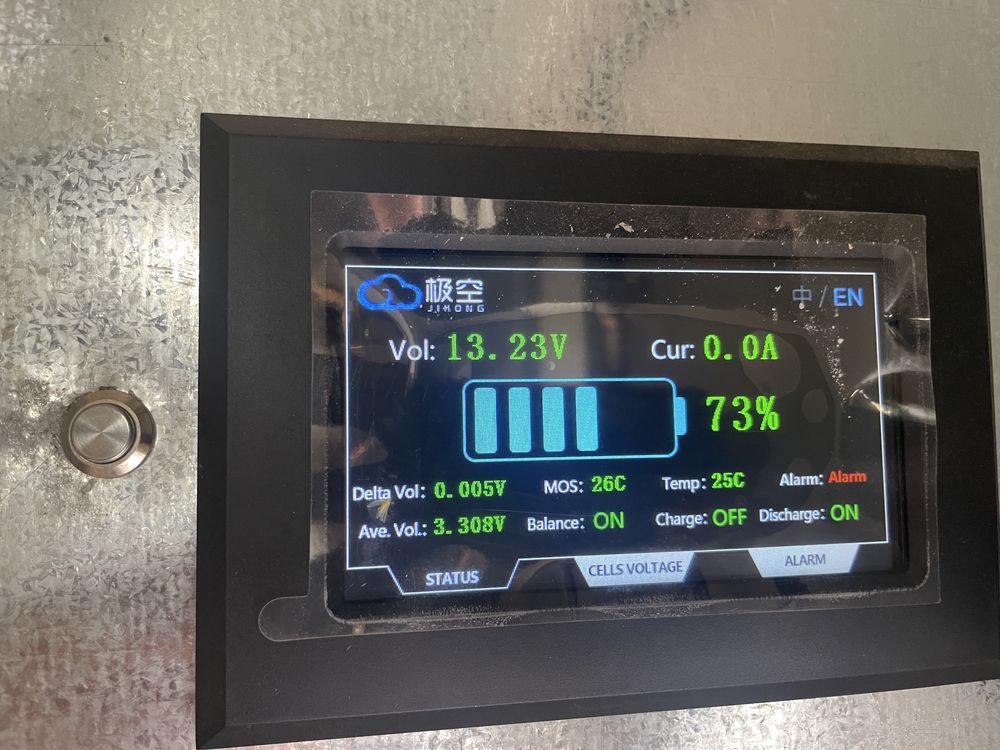 极空
JIKONG
中 / EN
Vol: 13.23V
Cur: 0.0A
73%
Delta Vol: 0.005V MOS: 26C Temp: 25C Alarm: Alarm
Ave. Vol.: 3.308V Balance: ON Charge: OFF Discharge: ON
STATUS CELLS VOLTAGE ALARM